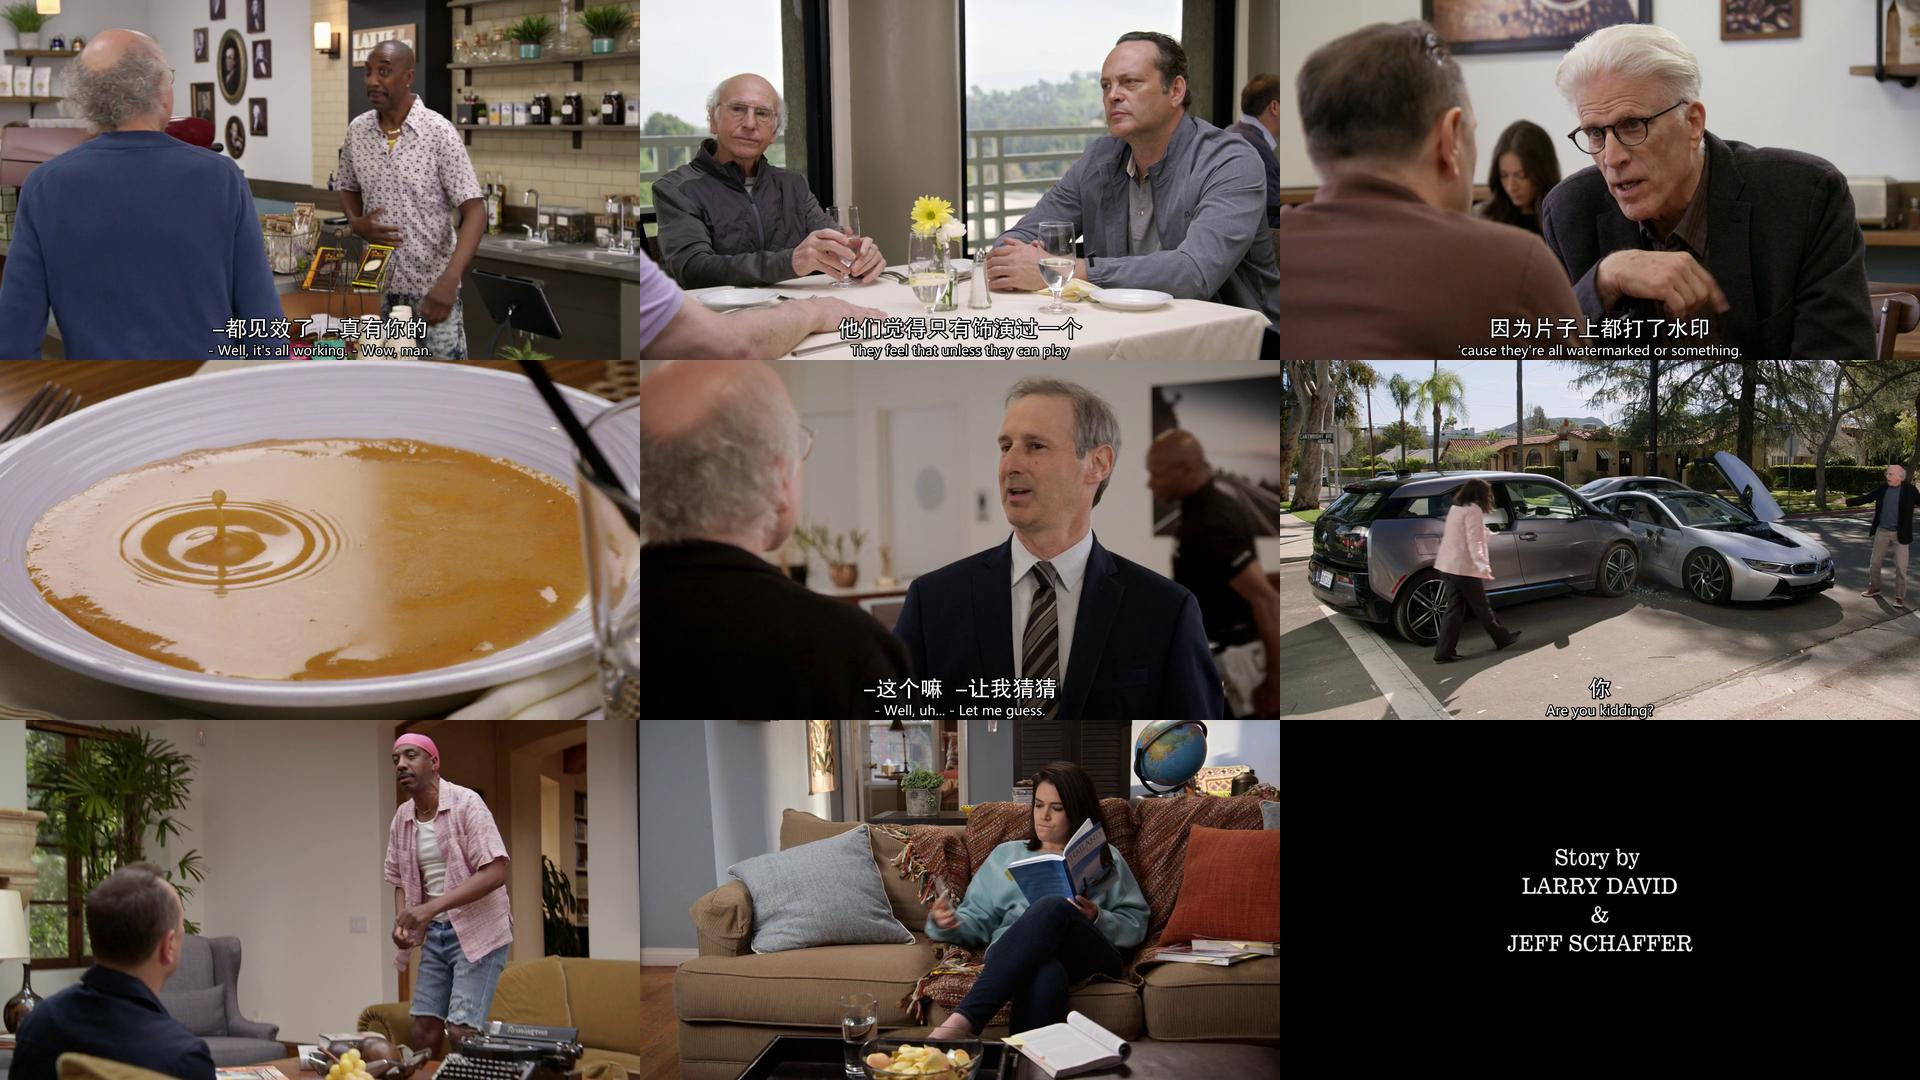 –都见效了 –真有你的
- Well, it's all working. - Wow, man.
他们觉得只有饰演过一个
They feel that unless they can play
因为片子上都打了水印
'cause they're all watermarked or something.
–这个嘛 –让我猜猜
- Well, uh... - Let me guess.
你
Are you kidding?
Remington
Story by
LARRY DAVID
&
JEFF SCHAFFER